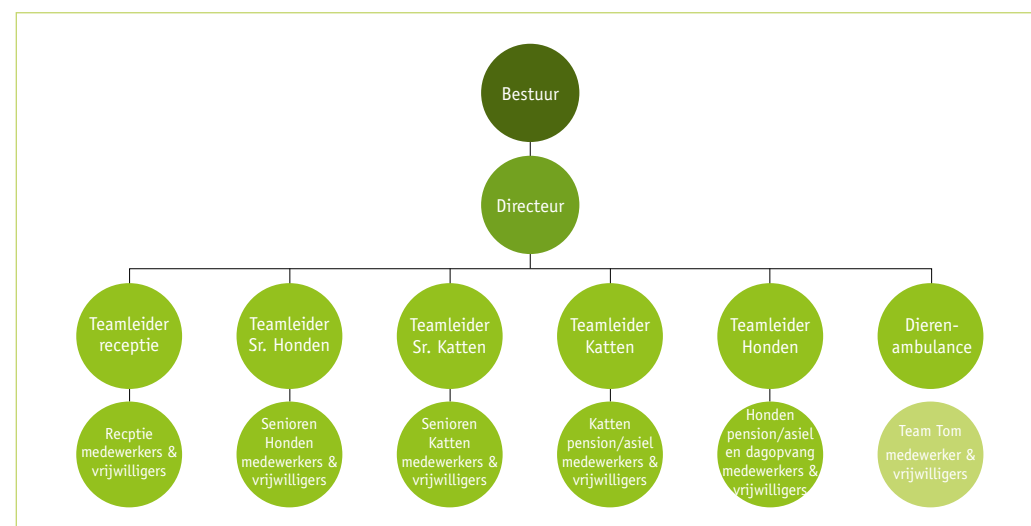 Bestuur
Directeur
Teamleider
receptie
Teamleider
Sr. Honden
Teamleider
Sr. Katten
Teamleider
Katten
Teamleider
Honden
Dieren-
ambulance
Recptie
medewerkers &
vrijwilligers
Senioren
Honden
medewerkers &
vrijwilligers
Senioren
Katten
medewerkers &
vrijwilligers
Katten
pension/asiel
medewerkers &
vrijwilligers
Honden
pension/asiel
en dagopvang
medewerkers &
vrijwilligers
Team Tom
medewerker &
vrijwilligers